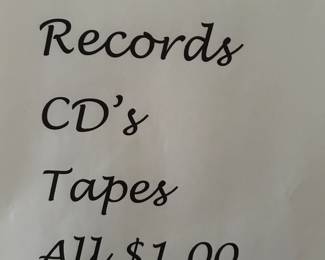 Records
CD's
Tapes
All $1.00